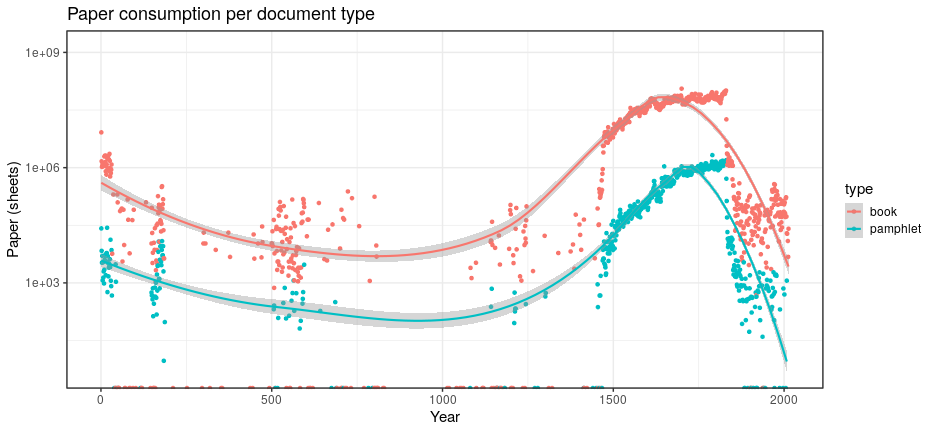 Paper consumption per document type
Paper (sheets)
1e+09
1e+06
1e+03
0
500
1000
1500
2000
Year
type
book
pamphlet